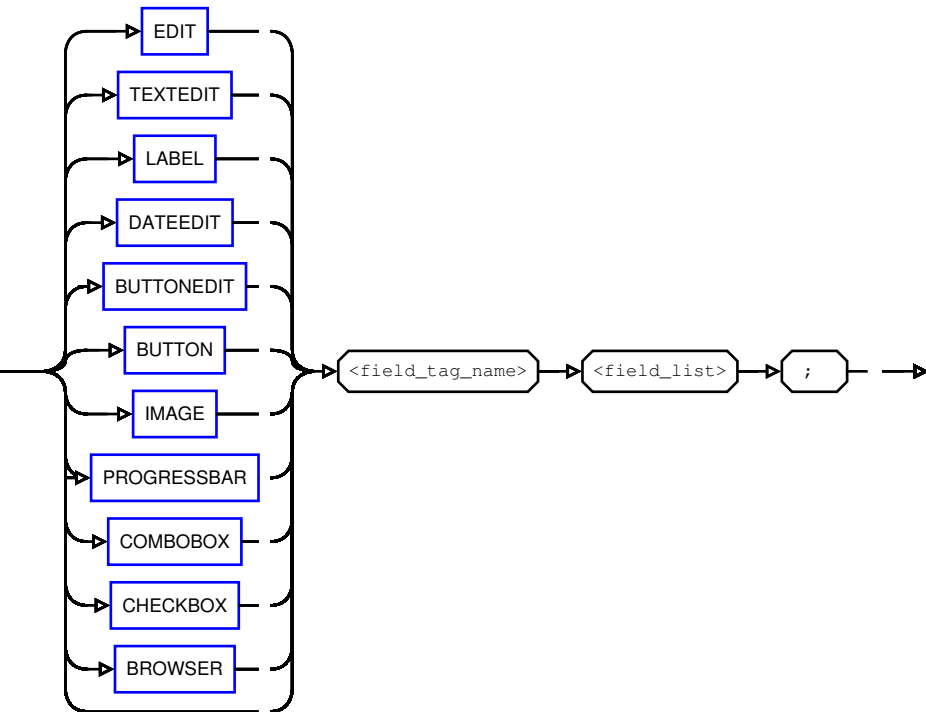 EDIT
TEXTEDIT
LABEL
DATEEDIT
BUTTONEDIT
BUTTON
<field_tag_name> <field_list> ;
IMAGE
PROGRESSBAR
COMBOBOX
CHECKBOX
BROWSER